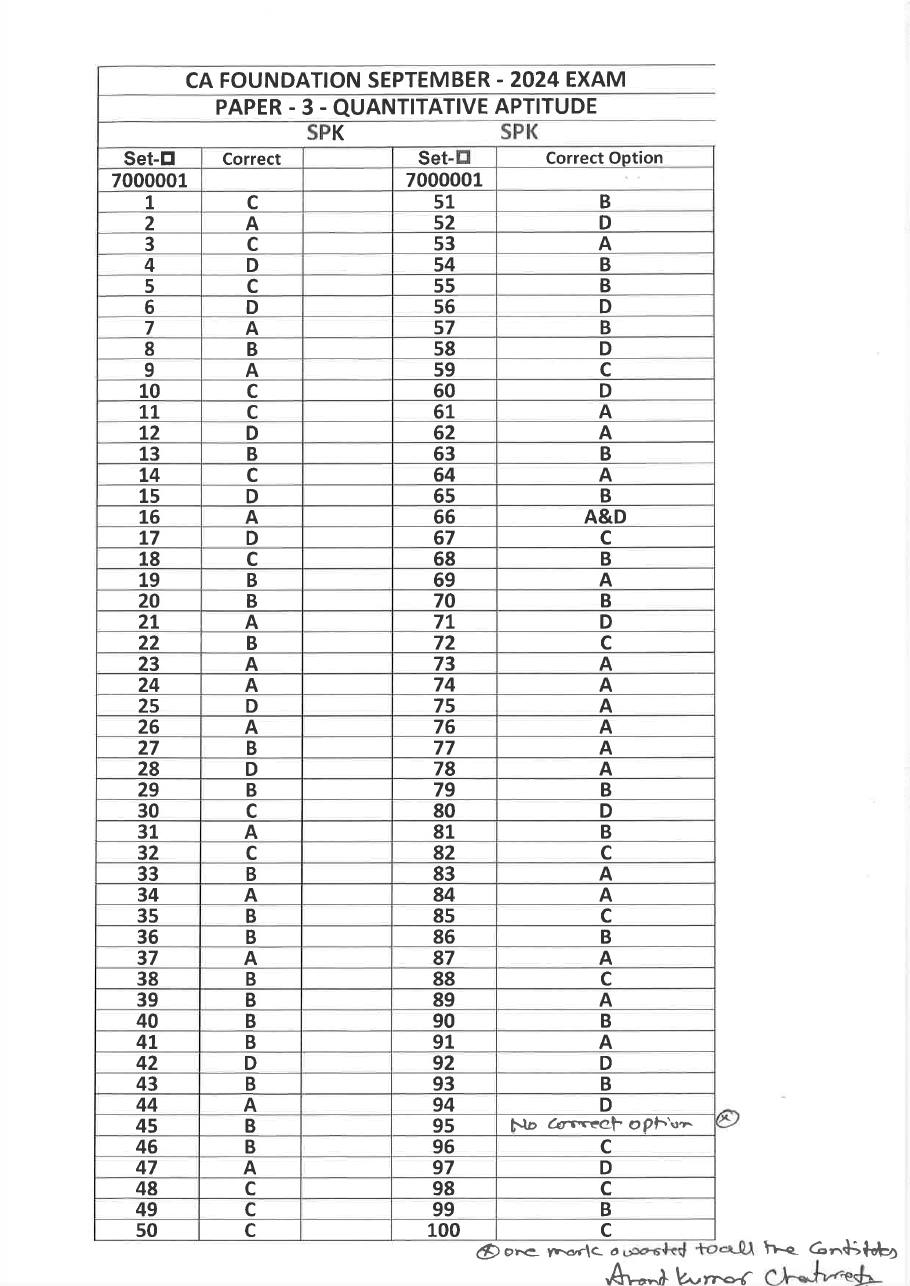 CA FOUNDATION SEPTEMBER - 2024 EXAM
PAPER - 3 - QUANTITATIVE APTITUDE
SPK SPK
Set- Correct Set- Correct Option
7000001 7000001
1 C 51 B
2 A 52 D
3 C 53 A
4 D 54 B
5 C 55 B
6 D 56 D
7 A 57 B
8 B 58 D
9 A 59 C
10 C 60 D
11 C 61 A
12 D 62 A
13 B 63 B
14 C 64 A
15 D 65 B
16 A 66 A&D
17 D 67 C
18 C 68 B
19 B 69 A
20 B 70 B
21 A 71 D
22 B 72 C
23 A 73 A
24 A 74 A
25 D 75 A
26 A 76 A
27 B 77 A
28 D 78 A
29 B 79 B
30 C 80 D
31 A 81 B
32 C 82 C
33 B 83 A
34 A 84 A
35 B 85 C
36 B 86 B
37 A 87 A
38 B 88 C
39 B 89 A
40 B 90 B
41 B 91 A
42 D 92 D
43 B 93 B
44 A 94 D
45 B 95 No correct option
46 B 96 C
47 A 97 D
48 C 98 C
49 C 99 B
50 C 100 C
one mark to all the
Anand Kumar